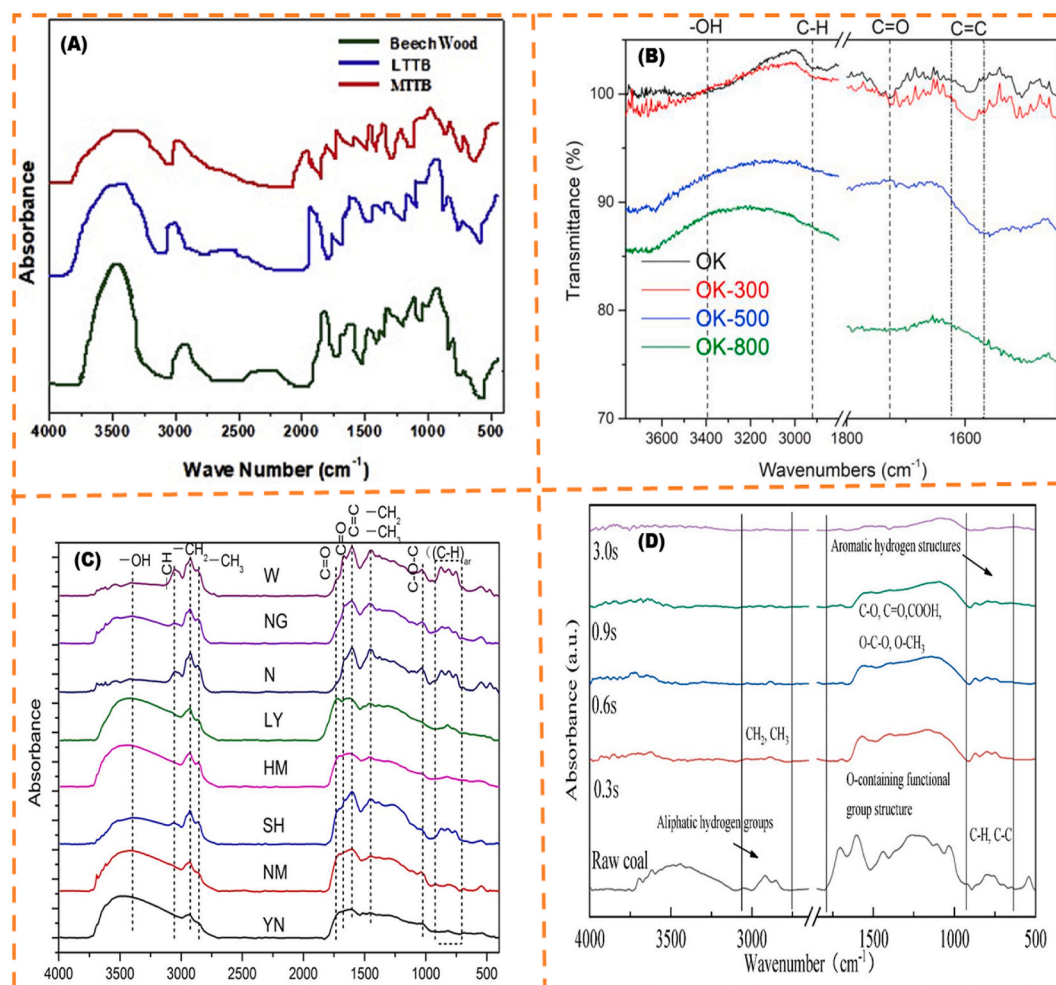 (A)
BeechWood
LTTB
MTTB
Absorbance
4000 3500 3000 2500 2000 1500 1000 500
Wave Number (cm⁻¹)
-OH C-H C=O C=C
(B)
100
90
80
70
Transmittance (%)
OK
OK-300
OK-500
OK-800
3600 3400 3200 3000 1800 1600
Wavenumbers (cm⁻¹)
(C)
—OH
—CH
—CH₂—CH₃
C=O
C=O
C=C
—CH₂
—CH₃
C-O-C
(C-H)ar
W
NG
N
LY
HM
SH
NM
YN
Absorbance
4000 3500 3000 2500 2000 1500 1000 500
(D)
3.0s
Aromatic hydrogen structures
0.9s
C-O, C=O,COOH,
O-C-O, O-CH₃
0.6s
CH₂, CH₃
0.3s
O-containing functional
group structure
Aliphatic hydrogen groups
C-H, C-C
Raw coal
Absorbance (a.u.)
4000 3500 3000 1500 1000 500
Wavenumber (cm⁻¹)